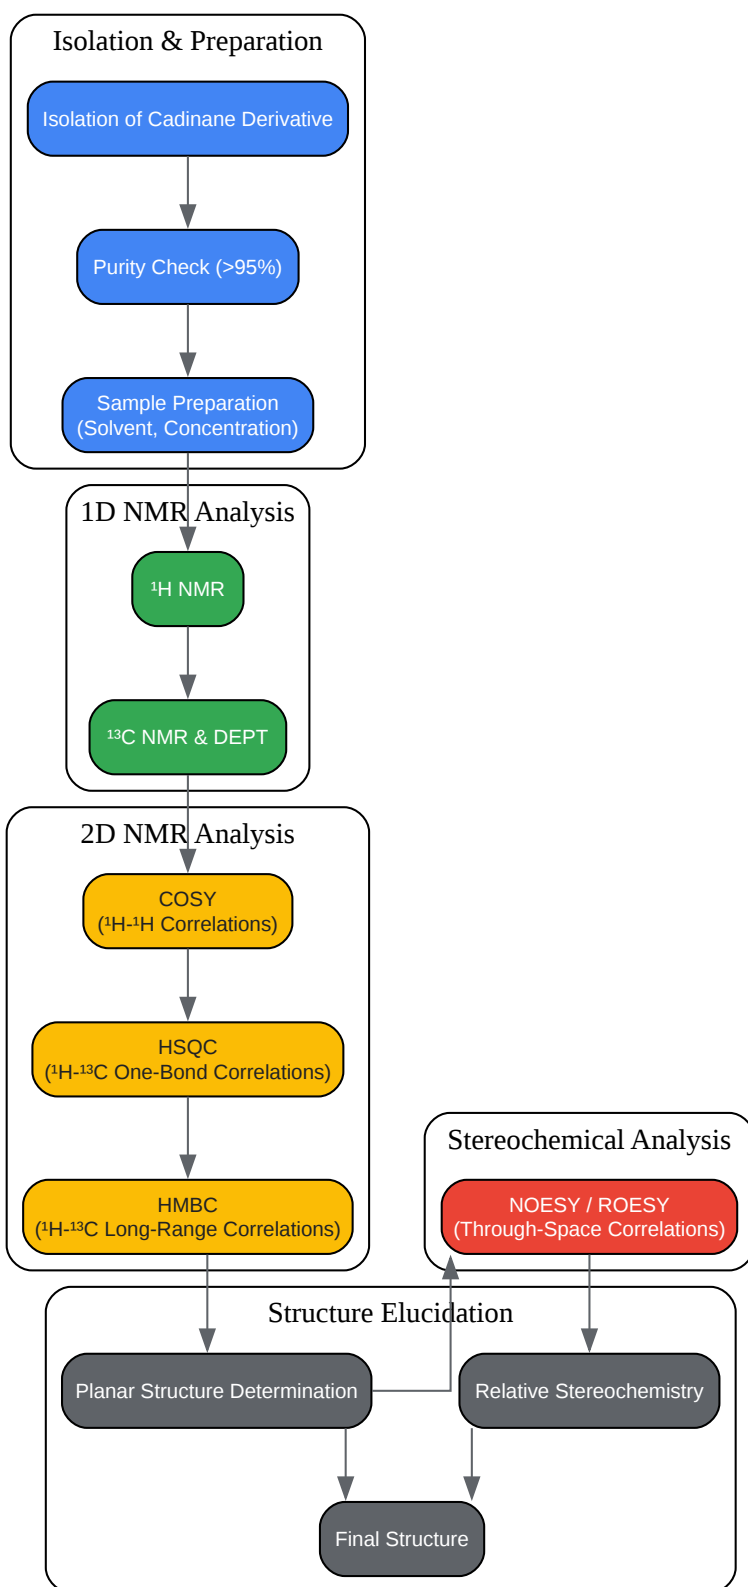 Isolation & Preparation
Isolation of Cadinane Derivative
Purity Check (>95%)
Sample Preparation
(Solvent, Concentration)
1D NMR Analysis
¹H NMR
¹³C NMR & DEPT
2D NMR Analysis
COSY
(¹H-¹H Correlations)
HSQC
(¹H-¹³C One-Bond Correlations)
HMBC
(¹H-¹³C Long-Range Correlations)
Stereochemical Analysis
NOESY / ROESY
(Through-Space Correlations)
Structure Elucidation
Planar Structure Determination
Relative Stereochemistry
Final Structure